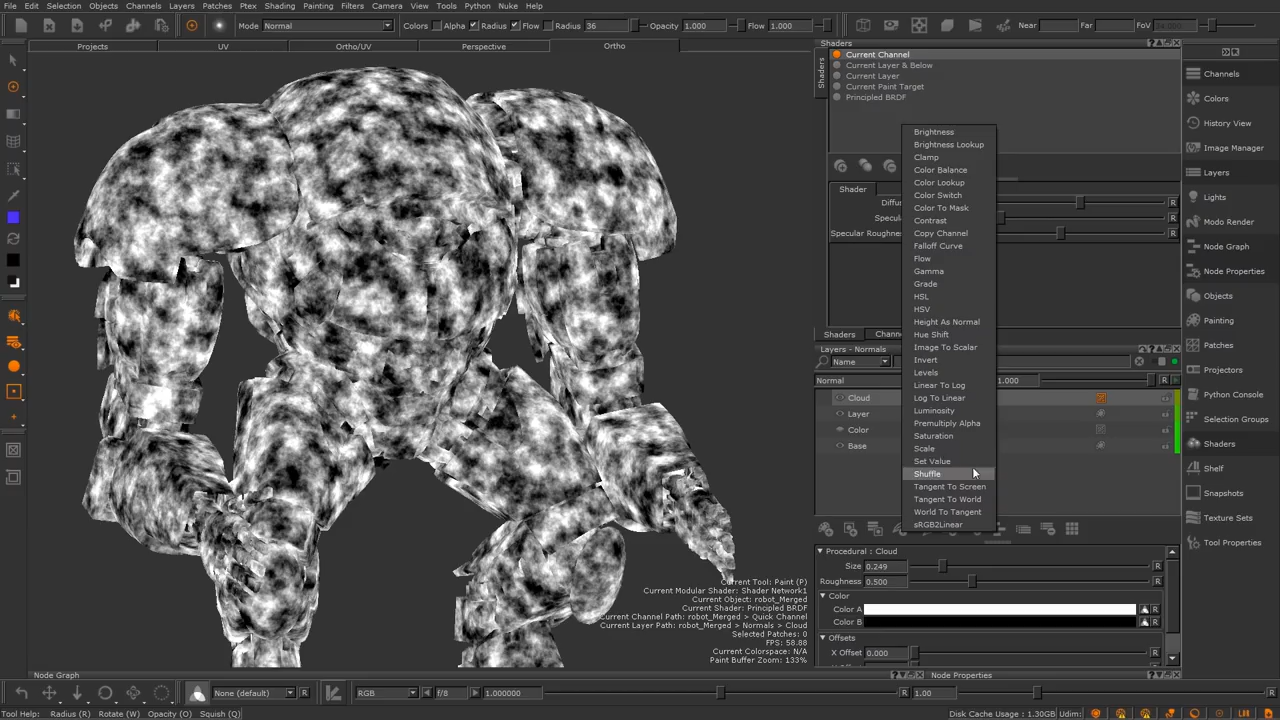 File Edit Selection Objects Channels Layers Patches Ptex Shading Painting Filters Camera View Tools Python Nuke Help
Mode Normal Colors Alpha Radius Flow Radius 36 Opacity 1.000 Flow 1.000 Near Far FoV
Projects UV Ortho/UV Perspective Ortho
Shaders
Shaders
Current Channel
Current Layer & Below
Current Layer
Current Paint Target
Principled BRDF
Shader
Diffu
Specul
Specular Roughne
R
R
R
Shaders Chann
Brightness
Brightness Lookup
Clamp
Color Balance
Color Lookup
Color Switch
Color To Mask
Contrast
Copy Channel
Falloff Curve
Flow
Gamma
Grade
HSL
HSV
Height As Normal
Hue Shift
Image To Scalar
Invert
Levels
Linear To Log
Log To Linear
Luminosity
Premultiply Alpha
Saturation
Scale
Set Value
Shuffle
Tangent To Screen
Tangent To World
World To Tangent
sRGB2Linear
Layers - Normals
Name
Normal 1.000 R
Cloud
Layer
Color
Base
Procedural : Cloud
Size 0.249 R
Roughness 0.500 R
Color
Color A R
Color B R
Offsets
X Offset 0.000 R
Channels
Colors
History View
Image Manager
Layers
Lights
Modo Render
Node Graph
Node Properties
Objects
Painting
Patches
Projectors
Python Console
Selection Groups
Shaders
Shelf
Snapshots
Texture Sets
Tool Properties
Current Tool: Paint (P)
Current Modular Shader: Shader Network1
Current Object: robot_Merged
Current Shader: Principled BRDF
Current Channel Path: robot_Merged > Quick Channel
Current Layer Path: robot_Merged > Normals > Cloud
Selected Patches: 0
FPS: 58.88
Current Colorspace: N/A
Paint Buffer Zoom: 133%
Node Graph Node Properties
None (default) R RGB f/8 1.000000 R 1.00 R
Tool Help: Radius (R) Rotate (W) Opacity (O) Squish (Q) Disk Cache Usage : 1.30GB Udim: